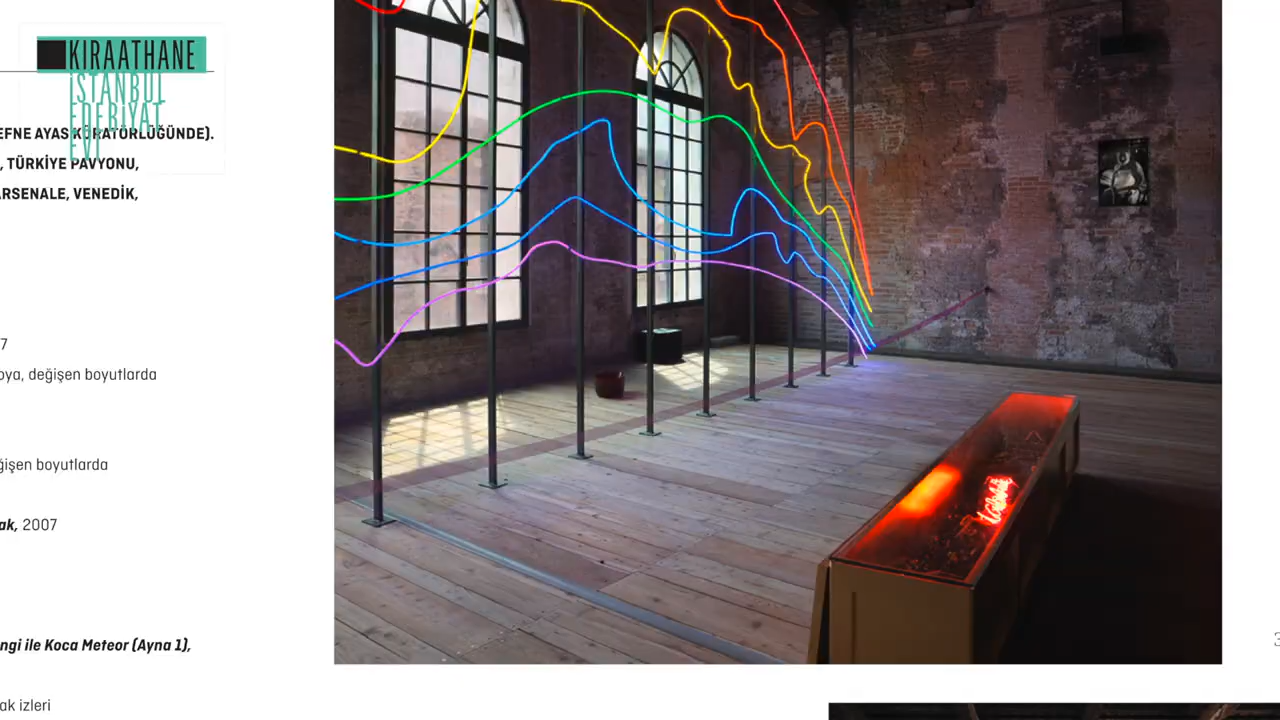 KIRAATHANE
İSTANBUL
EDEBİYAT
EVİ
EFNE AYAS KÜRATÖRLÜĞÜNDE).
, TÜRKİYE PAVYONU,
ARSENALE, VENEDİK,
7
oya, değişen boyutlarda
ğişen boyutlarda
ak, 2007
ngi ile Koca Meteor (Ayna 1),
ak izleri
3